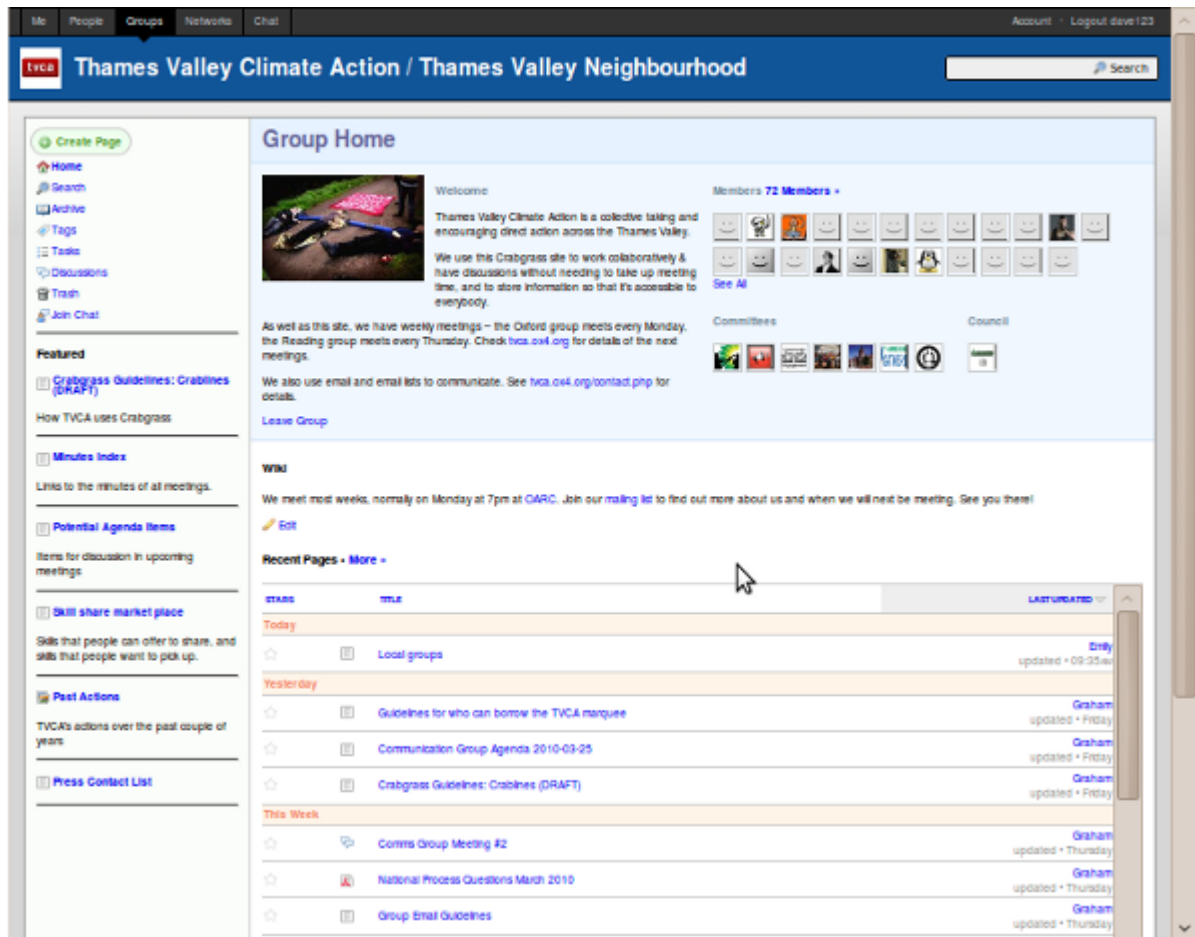 Me People Groups Networks Chat
Account · Logout dave123
tvca
Thames Valley Climate Action / Thames Valley Neighbourhood
Search
Create Page
Home
Search
Archive
Tags
Tasks
Discussions
Trash
Join Chat
Featured
Crabgrass Guidelines: Crablines
(DRAFT)
How TVCA uses Crabgrass
Minutes Index
Links to the minutes of all meetings.
Potential Agenda Items
Items for discussion in upcoming
meetings
Skill share market place
Skills that people can offer to share, and
skills that people want to pick up.
Past Actions
TVCA's actions over the past couple of
years
Press Contact List
Group Home
Welcome
Thames Valley Climate Action is a collective taking and
encouraging direct action across the Thames Valley.
We use this Crabgrass site to work collaboratively &
have discussions without needing to take up meeting
time, and to store information so that it's accessible to
everybody.
As well as this site, we have weekly meetings – the Oxford group meets every Monday,
the Reading group meets every Thursday. Check tvca.ox4.org for details of the next
meetings.
We also use email and email lists to communicate. See tvca.ox4.org/contact.php for
details.
Leave Group
Members 72 Members »
See All
Committees
Council
Wiki
We meet most weeks, normally on Monday at 7pm at OARC. Join our mailing list to find out more about us and when we will next be meeting. See you there!
Edit
Recent Pages • More »
STARS TITLE LAST UPDATED
Today
Local groups Emily
updated • 09:35AM
Yesterday
Guidelines for who can borrow the TVCA marquee Graham
updated • Friday
Communication Group Agenda 2010-03-25 Graham
updated • Friday
Crabgrass Guidelines: Crablines (DRAFT) Graham
updated • Friday
This Week
Comms Group Meeting #2 Graham
updated • Thursday
National Process Questions March 2010 Graham
updated • Thursday
Group Email Guidelines Graham
updated • Thursday